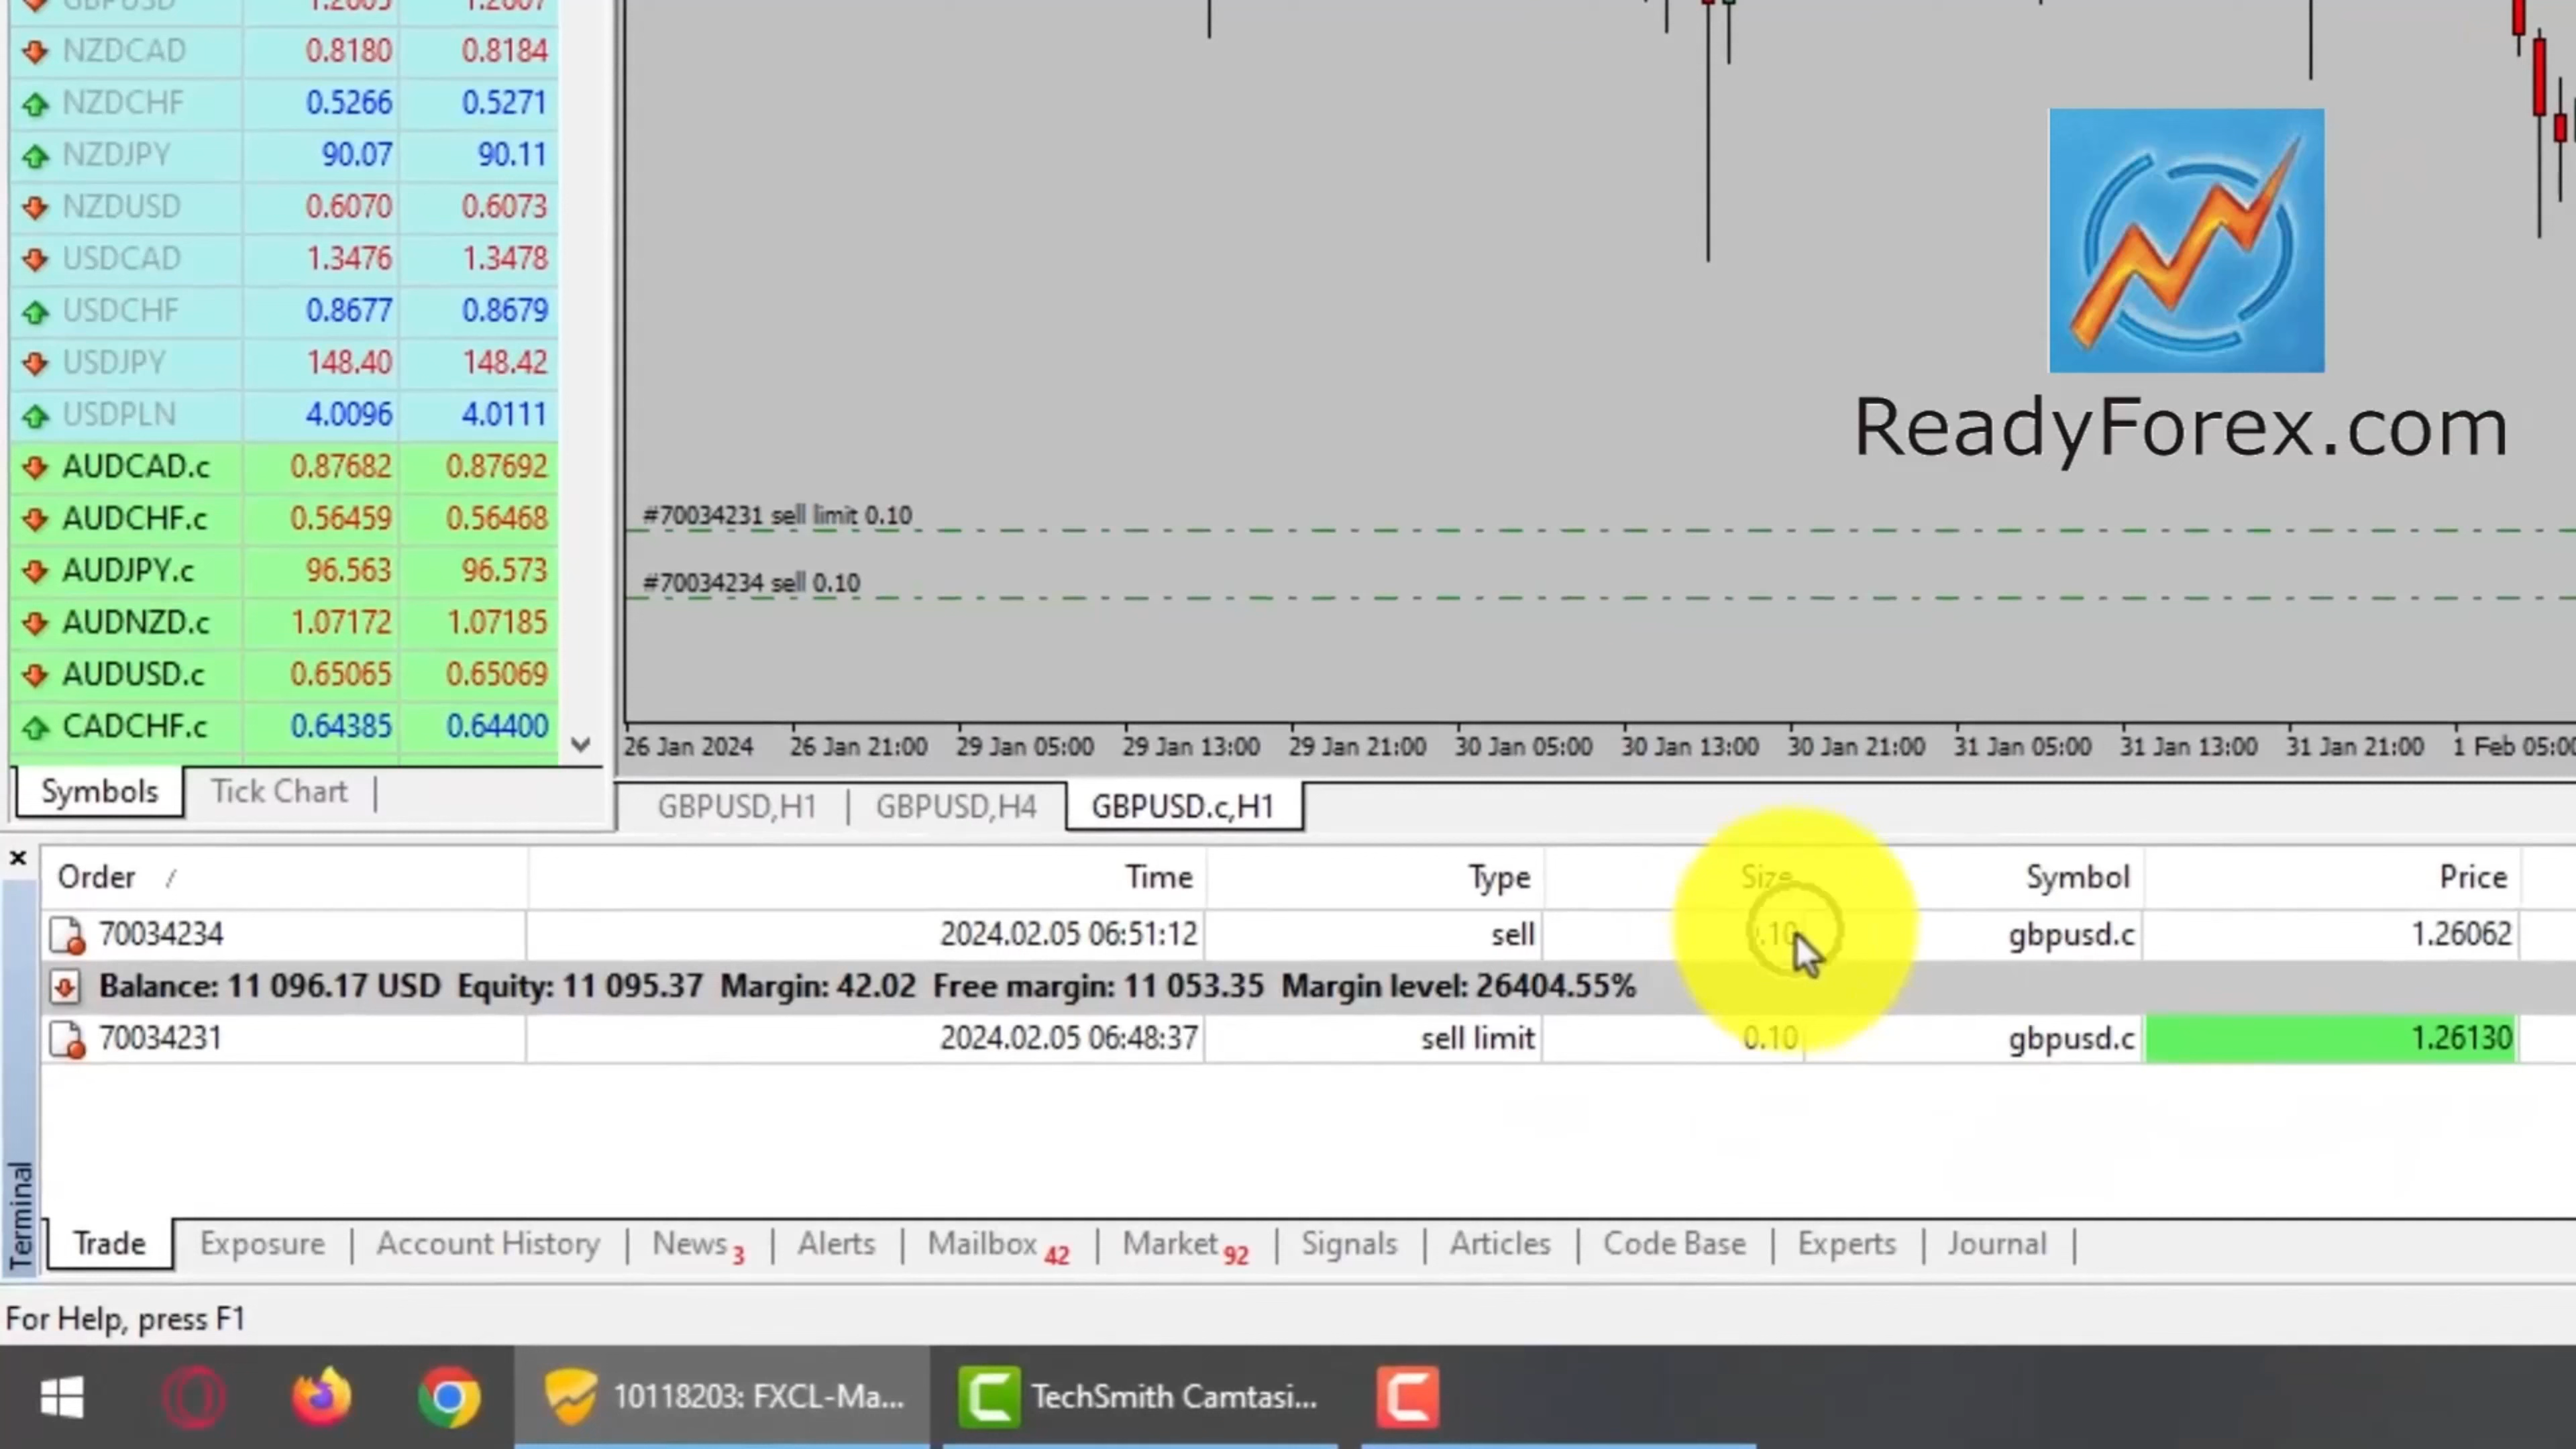 GBPUSD 1.2605 1.2607
NZDCAD 0.8180 0.8184
NZDCHF 0.5266 0.5271
NZDJPY 90.07 90.11
NZDUSD 0.6070 0.6073
USDCAD 1.3476 1.3478
USDCHF 0.8677 0.8679
USDJPY 148.40 148.42
USDPLN 4.0096 4.0111
AUDCAD.c 0.87682 0.87692
AUDCHF.c 0.56459 0.56468
AUDJPY.c 96.563 96.573
AUDNZD.c 1.07172 1.07185
AUDUSD.c 0.65065 0.65069
CADCHF.c 0.64385 0.64400
Symbols Tick Chart
ReadyForex.com
#70034231 sell limit 0.10
#70034234 sell 0.10
26 Jan 2024 26 Jan 21:00 29 Jan 05:00 29 Jan 13:00 29 Jan 21:00 30 Jan 05:00 30 Jan 13:00 30 Jan 21:00 31 Jan 05:00 31 Jan 13:00 31 Jan 21:00 1 Feb 05:00
GBPUSD,H1 GBPUSD,H4 GBPUSD.c,H1
Order / Time Type Size Symbol Price
70034234 2024.02.05 06:51:12 sell .10 gbpusd.c 1.26062
Balance: 11 096.17 USD Equity: 11 095.37 Margin: 42.02 Free margin: 11 053.35 Margin level: 26404.55%
70034231 2024.02.05 06:48:37 sell limit 0.10 gbpusd.c 1.26130
Terminal
Trade Exposure Account History News 3 Alerts Mailbox 42 Market 92 Signals Articles Code Base Experts Journal
For Help, press F1
10118203: FXCL-Ma... TechSmith Camtasi...